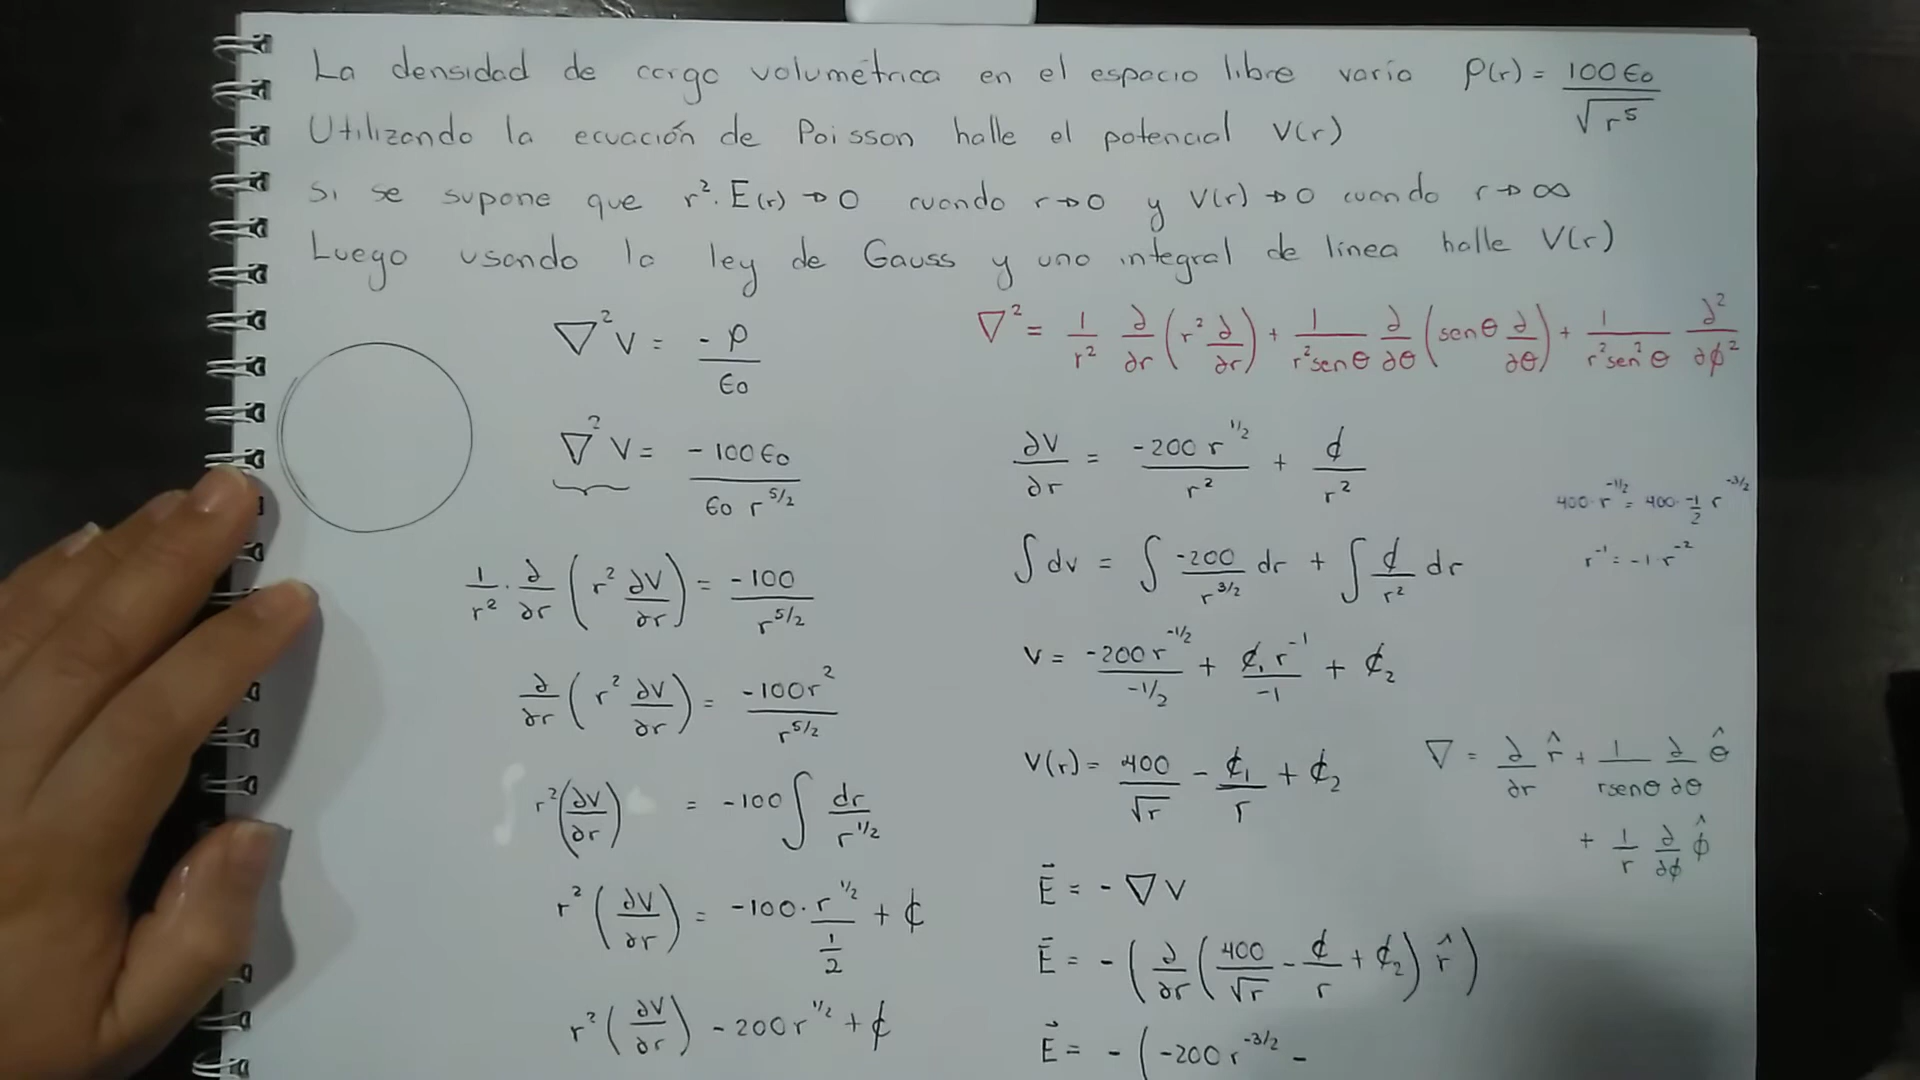 La densidad de carga volumétrica en el espacio libre varía ρ(r) = 100ε₀ / √r⁵
Utilizando la ecuación de Poisson halle el potencial V(r)
si se supone que r²·E(r)→0 cuando r→0 y V(r)→0 cuando r→∞
Luego usando la ley de Gauss y una integral de línea halle V(r)
∇²V = -ρ / ε₀
∇²V = -100ε₀ / ε₀ r^(5/2)
1/r² · ∂/∂r (r² ∂V/∂r) = -100 / r^(5/2)
∂/∂r (r² ∂V/∂r) = -100r² / r^(5/2)
r² (∂V/∂r) = -100 ∫ dr / r^(1/2)
r² (∂V/∂r) = -100 · r^(1/2) / (1/2) + ₵
r² (∂V/∂r) - 200 r^(1/2) + ₵
∇² = 1/r² ∂/∂r (r² ∂/∂r) + 1/(r² senθ) ∂/∂θ (senθ ∂/∂θ) + 1/(r² sen²θ) ∂²/∂φ²
∂V/∂r = -200 r^(1/2) / r² + ₵ / r²
∫ dv = ∫ -200 / r^(3/2) dr + ∫ ₵ / r² dr
V = -200 r^(-1/2) / (-1/2) + ₵₁ r^(-1) / (-1) + ₵₂
V(r) = 400 / √r - ₵₁ / r + ₵₂
E⃗ = - ∇V
E⃗ = - (∂/∂r (400 / √r - ₵ / r + ₵₂) r̂)
E⃗ = - (-200 r^(-3/2) -
400 · r^(-1/2) = 400 · -1/2 r^(-3/2)
r^(-1) = -1 · r^(-2)
∇ = ∂/∂r r̂ + 1/(r senθ) ∂/∂θ θ̂
+ 1/r ∂/∂φ φ̂